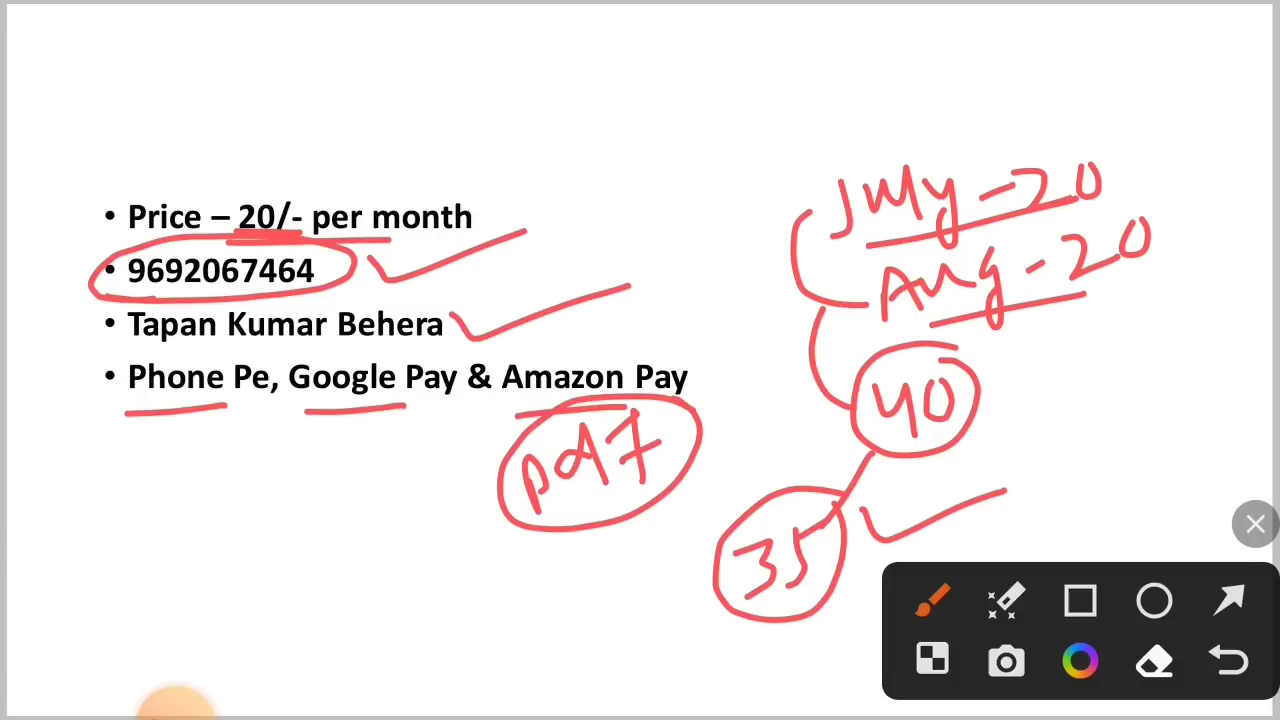 • Price – 20/- per month
• 9692067464
• Tapan Kumar Behera
• Phone Pe, Google Pay & Amazon Pay
July - 20
Aug - 20
40
35